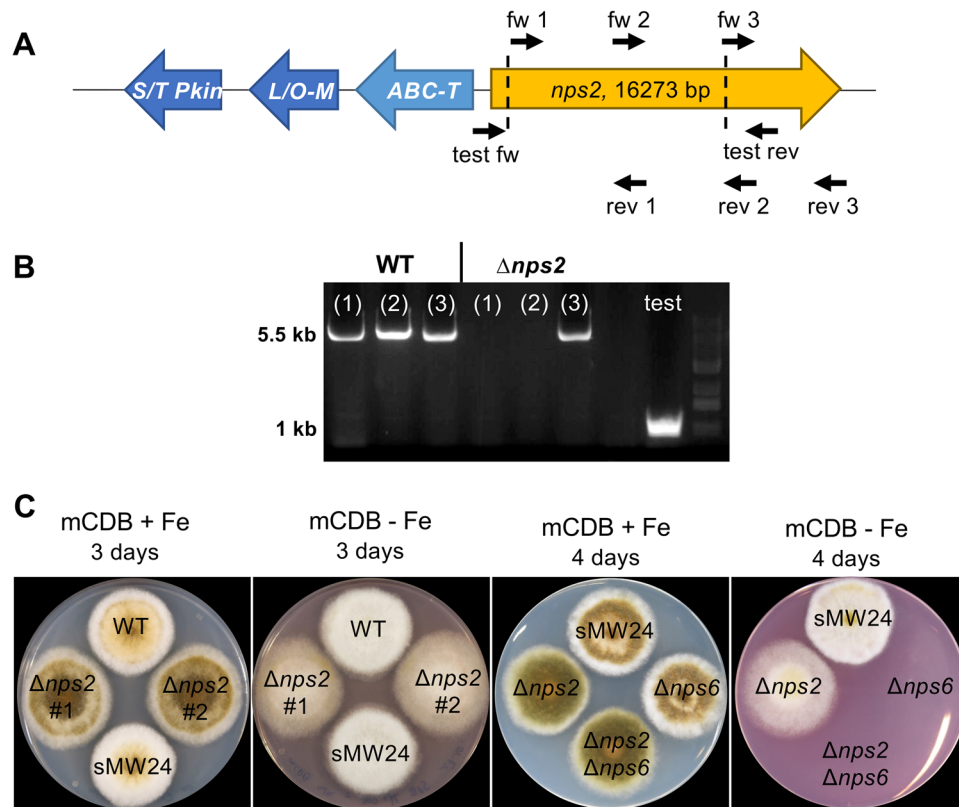 A
fw 1 fw 2 fw 3
S/T Pkin L/O-M ABC-T nps2, 16273 bp
test fw test rev
rev 1 rev 2 rev 3
B
WT Δnps2
(1) (2) (3) (1) (2) (3) test
5.5 kb
1 kb
C
mCDB + Fe
3 days
mCDB - Fe
3 days
mCDB + Fe
4 days
mCDB - Fe
4 days
WT
Δnps2
#1
Δnps2
#2
sMW24
WT
Δnps2
#1
Δnps2
#2
sMW24
sMW24
Δnps2
Δnps6
Δnps2
Δnps6
sMW24
Δnps2
Δnps6
Δnps2
Δnps6